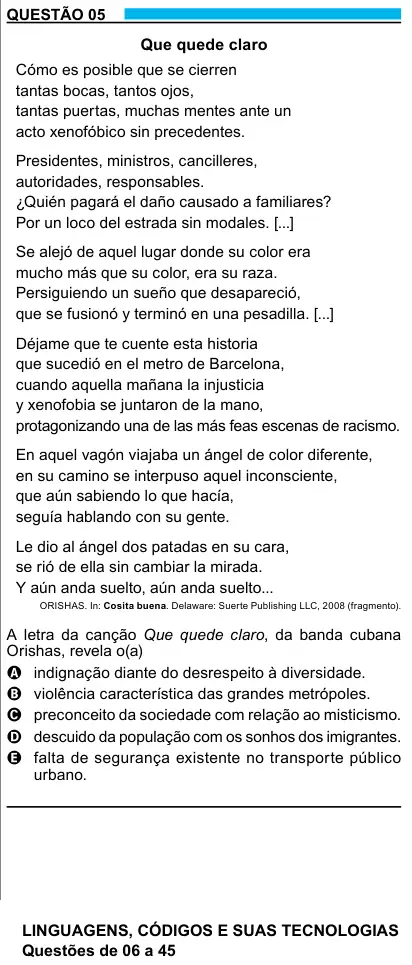 QUESTÃO 05
Que quede claro
Cómo es posible que se cierren
tantas bocas, tantos ojos,
tantas puertas, muchas mentes ante un
acto xenofóbico sin precedentes.
Presidentes, ministros, cancilleres,
autoridades, responsables.
¿Quién pagará el daño causado a familiares?
Por un loco del estrada sin modales. [...]
Se alejó de aquel lugar donde su color era
mucho más que su color, era su raza.
Persiguiendo un sueño que desapareció,
que se fusionó y terminó en una pesadilla. [...]
Déjame que te cuente esta historia
que sucedió en el metro de Barcelona,
cuando aquella mañana la injusticia
y xenofobia se juntaron de la mano,
protagonizando una de las más feas escenas de racismo.
En aquel vagón viajaba un ángel de color diferente,
en su camino se interpuso aquel inconsciente,
que aún sabiendo lo que hacía,
seguía hablando con su gente.
Le dio al ángel dos patadas en su cara,
se rió de ella sin cambiar la mirada.
Y aún anda suelto, aún anda suelto...
ORISHAS. In: Cosita buena. Delaware: Suerte Publishing LLC, 2008 (fragmento).
A letra da canção Que quede claro, da banda cubana
Orishas, revela o(a)
A indignação diante do desrespeito à diversidade.
B violência característica das grandes metrópoles.
C preconceito da sociedade com relação ao misticismo.
D descuido da população com os sonhos dos imigrantes.
E falta de segurança existente no transporte público
urbano.
LINGUAGENS, CÓDIGOS E SUAS TECNOLOGIAS
Questões de 06 a 45